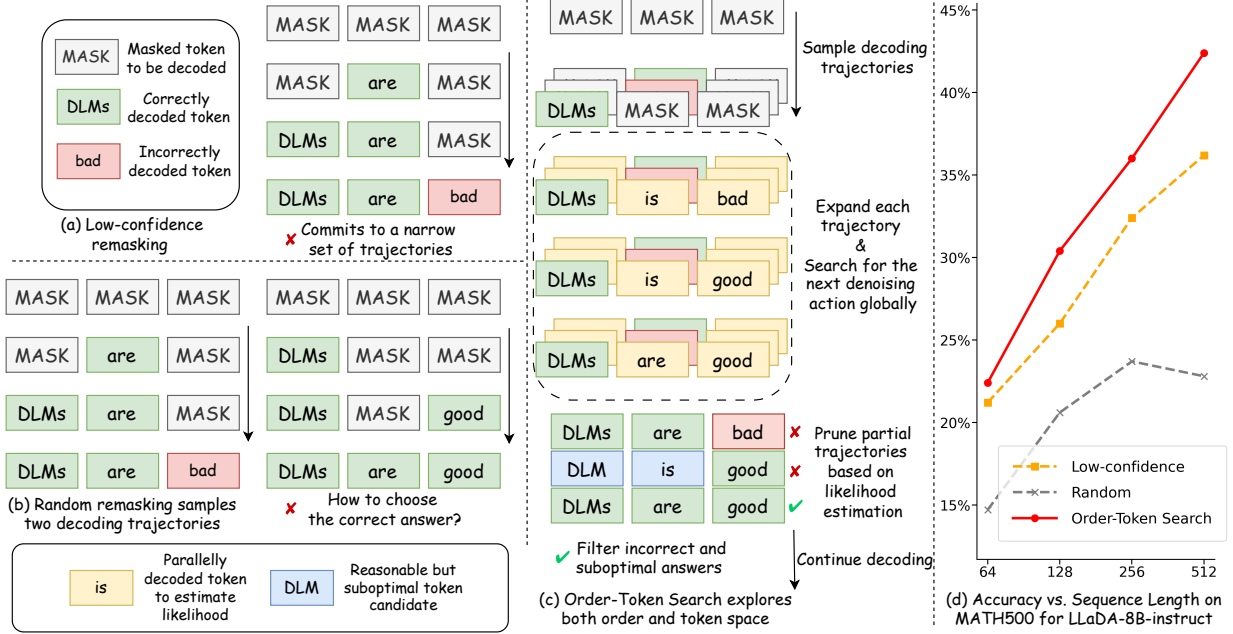 MASK
Masked token
to be decoded
DLMs
Correctly
decoded token
bad
Incorrectly
decoded token
(a) Low-confidence
remasking
MASK MASK MASK
MASK are MASK
DLMs are MASK
DLMs are bad
✘ Commits to a narrow
set of trajectories
MASK MASK MASK
MASK are MASK
DLMs are MASK
DLMs are bad
(b) Random remasking samples
two decoding trajectories
MASK MASK MASK
DLMs MASK MASK
DLMs MASK good
DLMs are good
✘ How to choose
the correct answer?
is
Parallelly
decoded token
to estimate
likelihood
DLM
Reasonable but
suboptimal token
candidate
MASK MASK MASK
Sample decoding
trajectories
DLMs MASK MASK
DLMs is bad
DLMs is good
DLMs are good
Expand each
trajectory
&
Search for the
next denoising
action globally
DLMs are bad ✘
DLM is good ✘
DLMs are good ✔
Prune partial
trajectories
based on
likelihood
estimation
✔ Filter incorrect and
suboptimal answers
Continue decoding
(c) Order-Token Search explores
both order and token space
45%
40%
35%
30%
25%
20%
15%
64 128 256 512
Low-confidence
Random
Order-Token Search
(d) Accuracy vs. Sequence Length on
MATH500 for LLaDA-8B-instruct